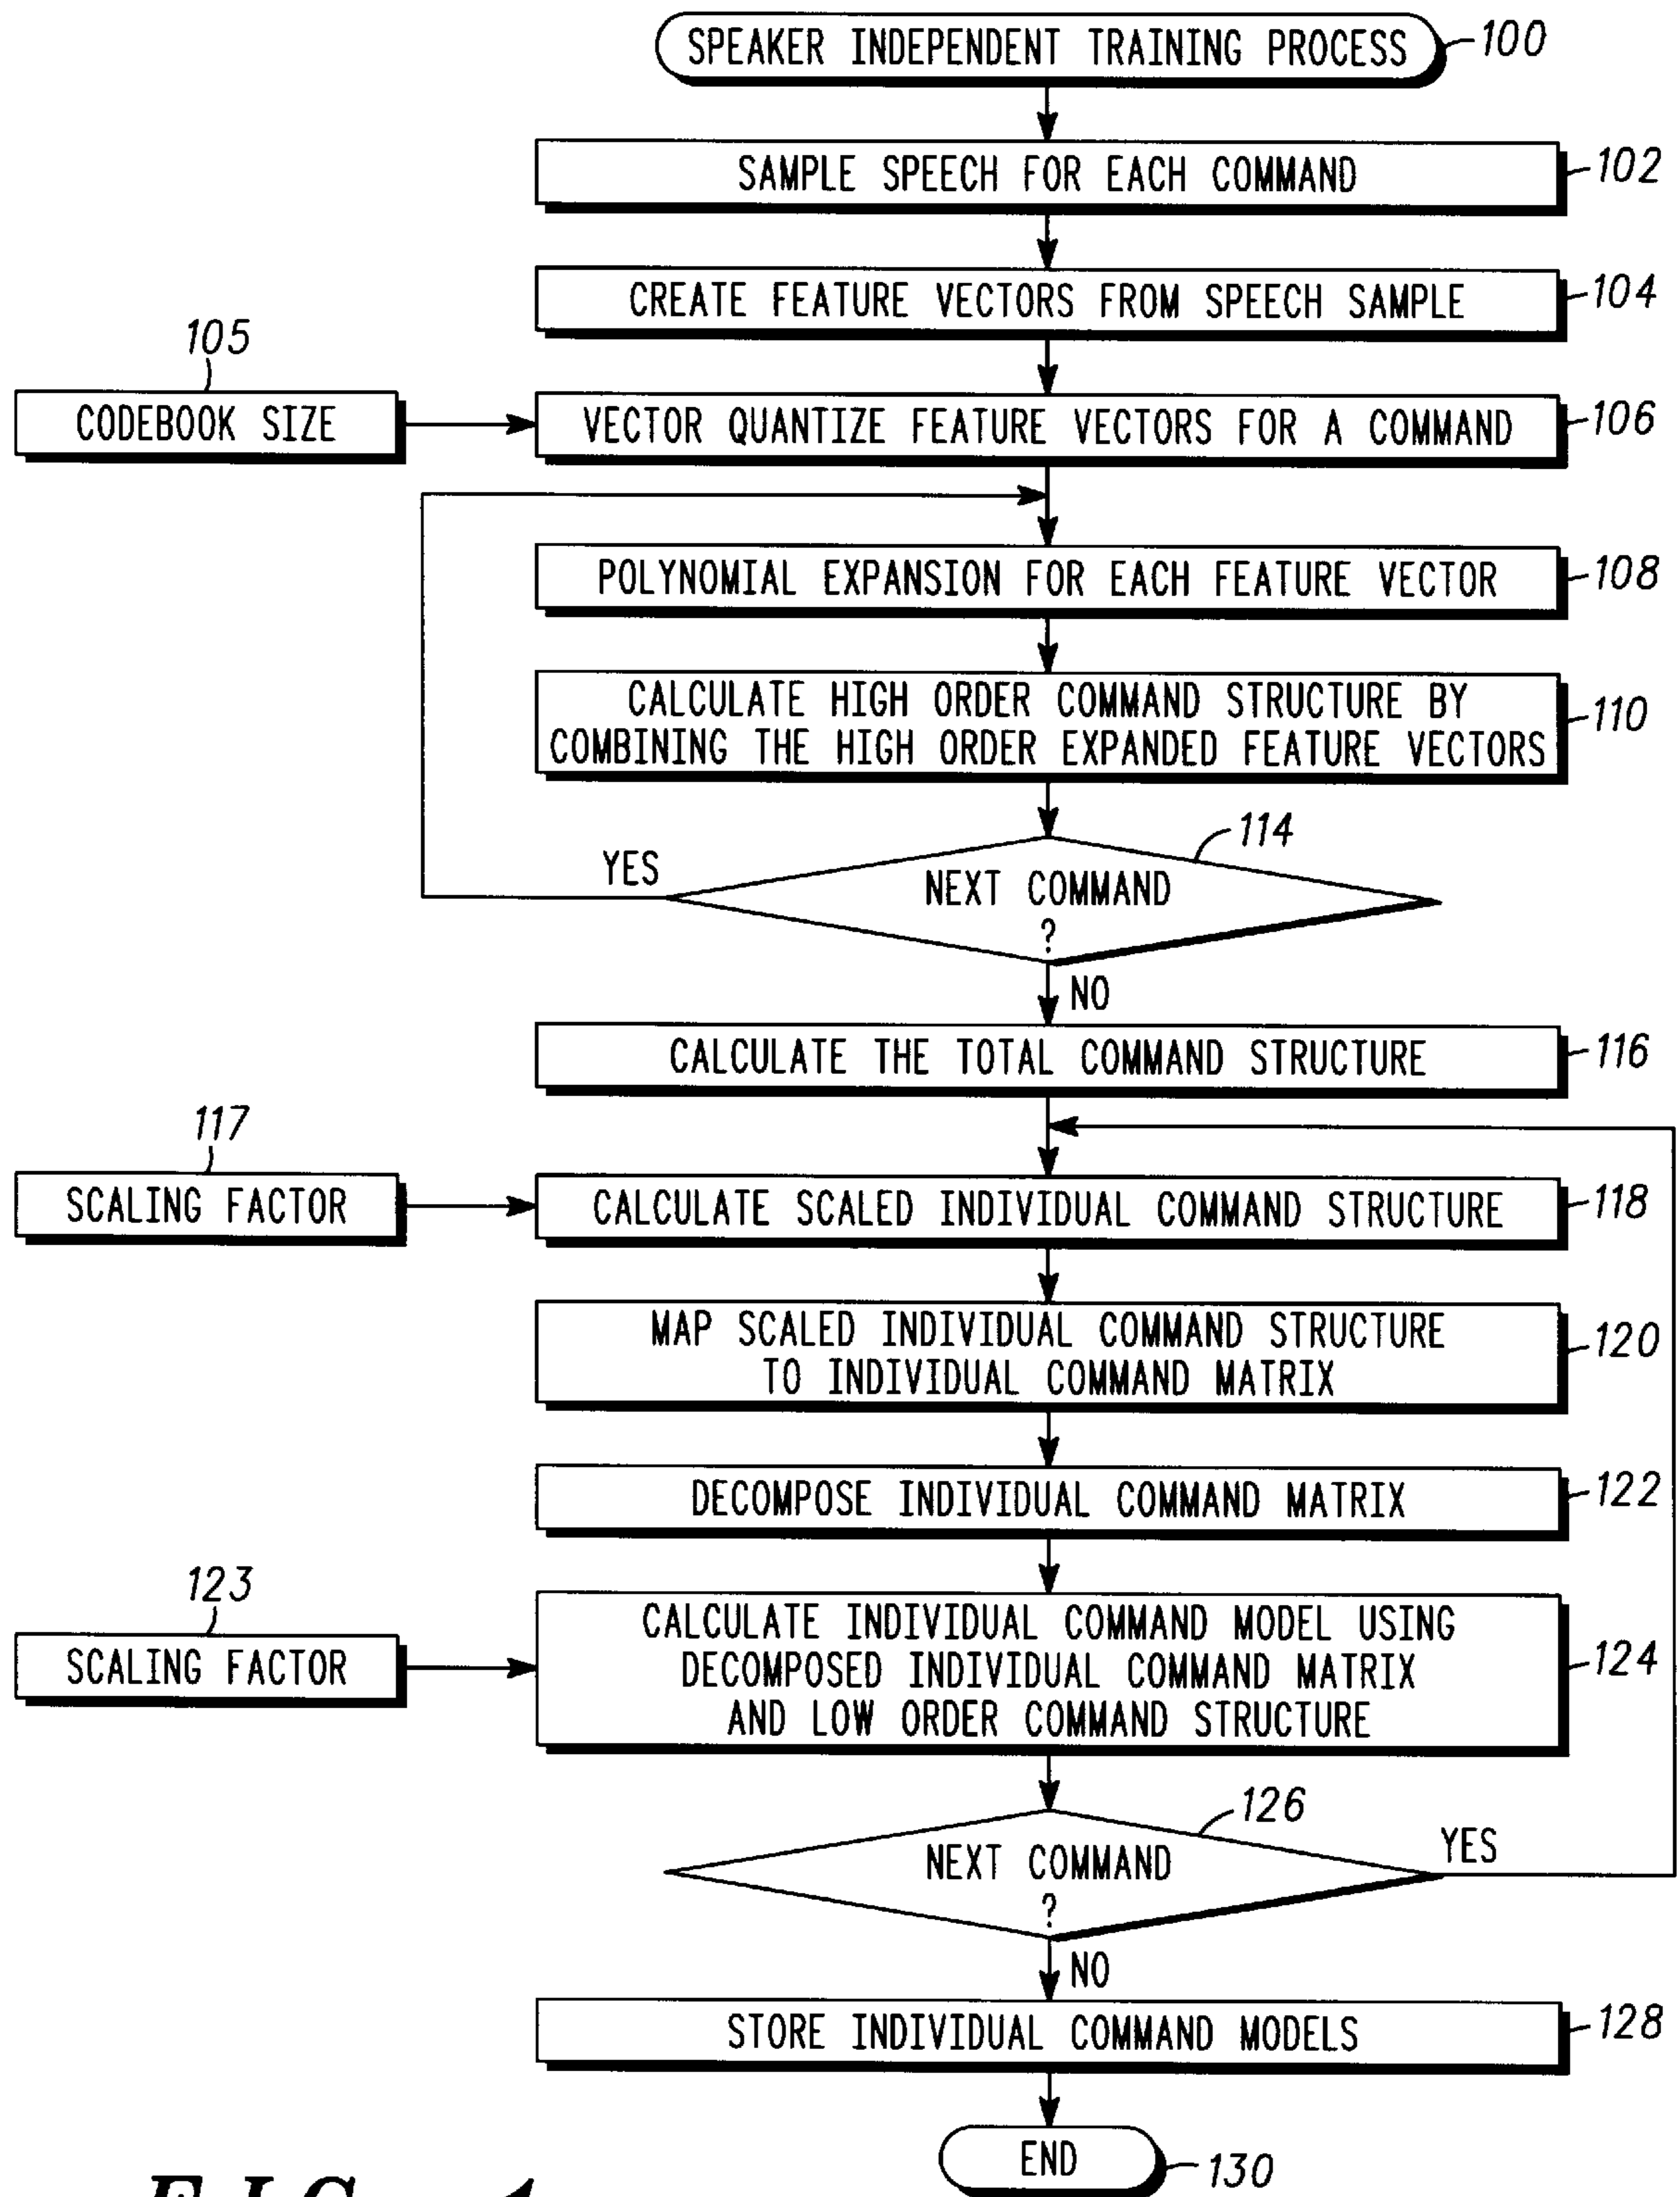 SPEAKER INDEPENDENT TRAINING PROCESS
100
SAMPLE SPEECH FOR EACH COMMAND
102
CREATE FEATURE VECTORS FROM SPEECH SAMPLE
104
105
CODEBOOK SIZE
VECTOR QUANTIZE FEATURE VECTORS FOR A COMMAND
106
POLYNOMIAL EXPANSION FOR EACH FEATURE VECTOR
108
CALCULATE HIGH ORDER COMMAND STRUCTURE BY
COMBINING THE HIGH ORDER EXPANDED FEATURE VECTORS
110
114
YES
NEXT COMMAND
?
NO
CALCULATE THE TOTAL COMMAND STRUCTURE
116
117
SCALING FACTOR
CALCULATE SCALED INDIVIDUAL COMMAND STRUCTURE
118
MAP SCALED INDIVIDUAL COMMAND STRUCTURE
TO INDIVIDUAL COMMAND MATRIX
120
DECOMPOSE INDIVIDUAL COMMAND MATRIX
122
123
SCALING FACTOR
CALCULATE INDIVIDUAL COMMAND MODEL USING
DECOMPOSED INDIVIDUAL COMMAND MATRIX
AND LOW ORDER COMMAND STRUCTURE
124
126
NEXT COMMAND
?
YES
NO
STORE INDIVIDUAL COMMAND MODELS
128
END
130